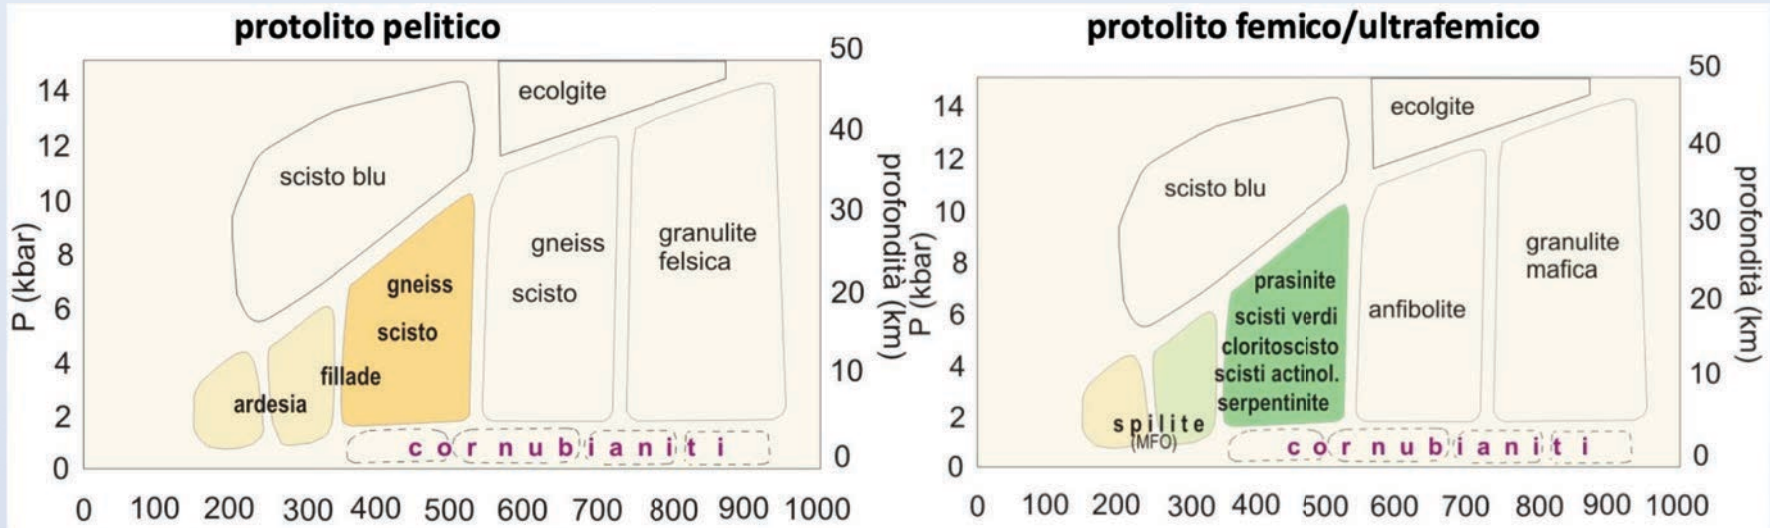 protolito pelitico
P (kbar)
14
12
10
8
6
4
2
0
50
40
30
20
10
0
profondità (km)
ecolgite
scisto blu
gneiss
scisto
granulite
felsica
gneiss
scisto
fillade
ardesia
cornubianiti
0 100 200 300 400 500 600 700 800 900 1000
protolito femico/ultrafemico
P (kbar)
14
12
10
8
6
4
2
0
50
40
30
20
10
0
profondità (km)
ecolgite
scisto blu
granulite
mafica
anfibolite
prasinite
scisti verdi
cloritoscisto
scisti actinol.
serpentinite
spilite
(MFO)
cornubianiti
0 100 200 300 400 500 600 700 800 900 1000